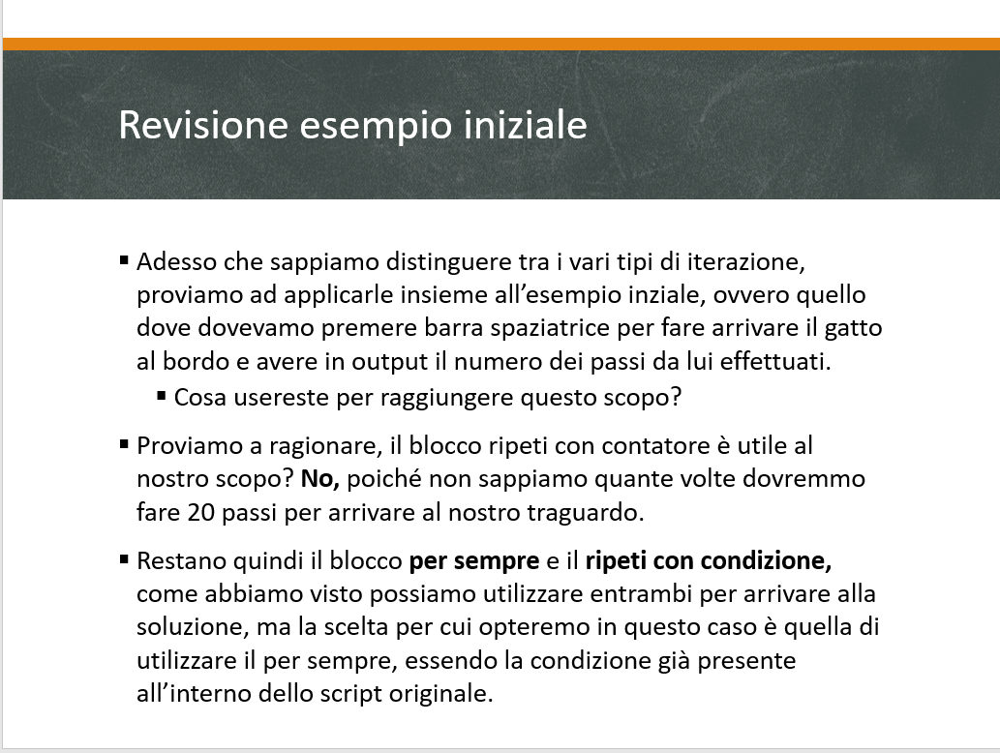 Revisione esempio iniziale
▪ Adesso che sappiamo distinguere tra i vari tipi di iterazione,
proviamo ad applicarle insieme all’esempio inziale, ovvero quello
dove dovevamo premere barra spaziatrice per fare arrivare il gatto
al bordo e avere in output il numero dei passi da lui effettuati.
▪ Cosa usereste per raggiungere questo scopo?
▪ Proviamo a ragionare, il blocco ripeti con contatore è utile al
nostro scopo? No, poiché non sappiamo quante volte dovremmo
fare 20 passi per arrivare al nostro traguardo.
▪ Restano quindi il blocco per sempre e il ripeti con condizione,
come abbiamo visto possiamo utilizzare entrambi per arrivare alla
soluzione, ma la scelta per cui opteremo in questo caso è quella di
utilizzare il per sempre, essendo la condizione già presente
all’interno dello script originale.